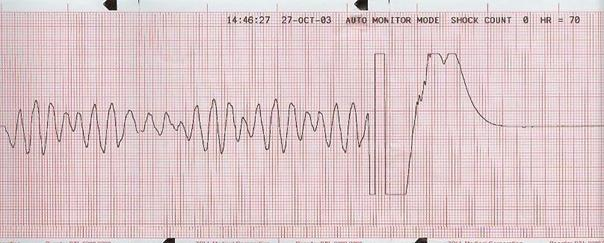 14:46:27 27-OCT-03 AUTO MONITOR MODE SHOCK COUNT 0 HR = 70